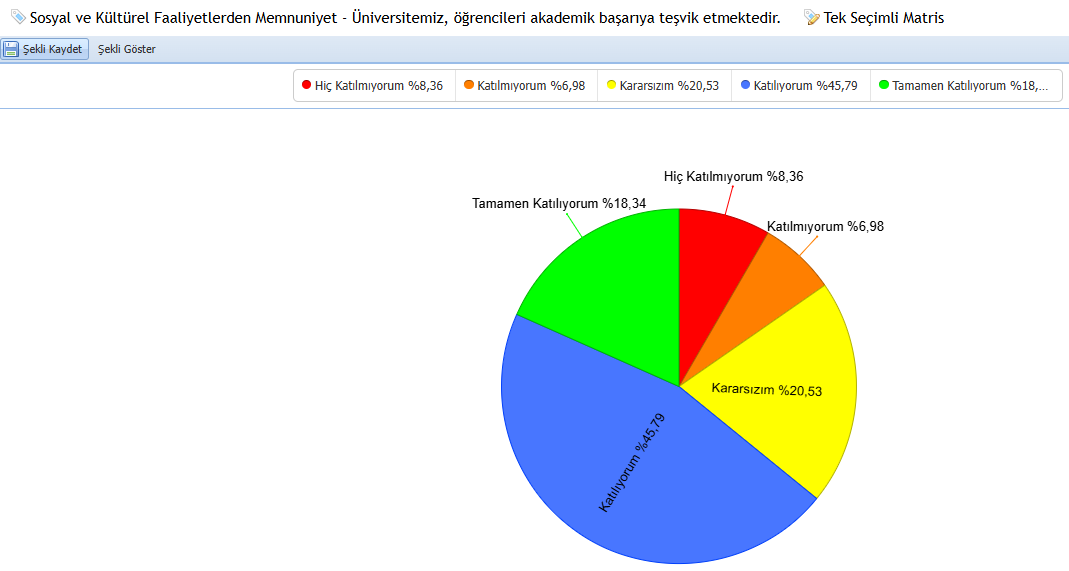 Sosyal ve Kültürel Faaliyetlerden Memnuniyet - Üniversitemiz, öğrencileri akademik başarıya teşvik etmektedir. Tek Seçimli Matris
Şekli Kaydet Şekli Göster
Hiç Katılmıyorum %8,36 Katılmıyorum %6,98 Kararsızım %20,53 Katılıyorum %45,79 Tamamen Katılıyorum %18,...
Hiç Katılmıyorum %8,36
Tamamen Katılıyorum %18,34
Katılmıyorum %6,98
Kararsızım %20,53
Katılıyorum %45,79